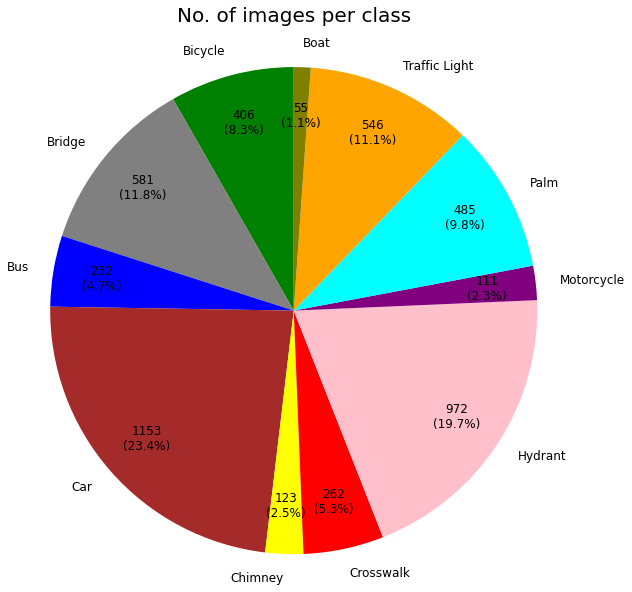 No. of images per class
Boat
Bicycle
Traffic Light
55
(1.1%)
406
(8.3%)
546
(11.1%)
Bridge
Palm
581
(11.8%)
485
(9.8%)
Bus
232
(4.7%)
111
(2.3%)
Motorcycle
1153
(23.4%)
972
(19.7%)
Car
Hydrant
123
(2.5%)
262
(5.3%)
Chimney
Crosswalk